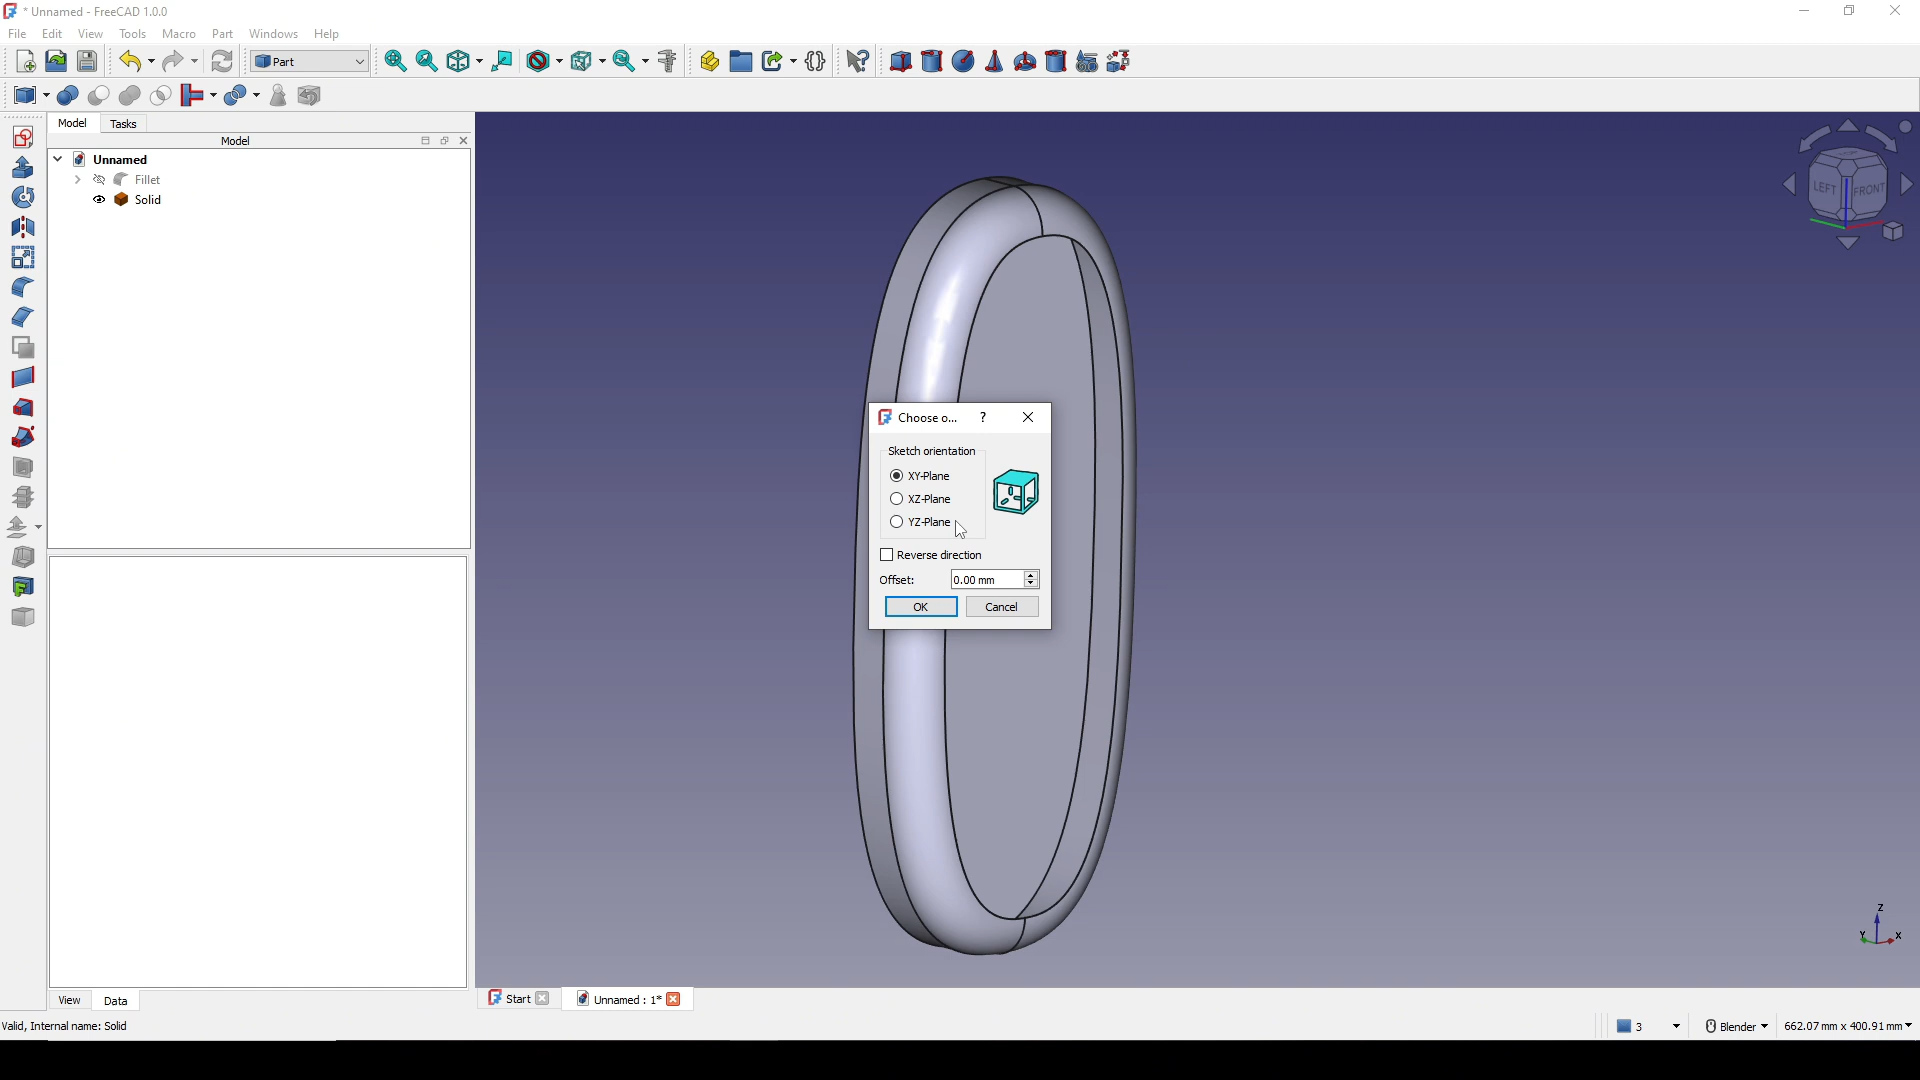 * Unnamed - FreeCAD 1.0.0
File Edit View Tools Macro Part Windows Help
Part
Model Tasks
Model
Unnamed
Fillet
Solid
LEFT FRONT
Choose o... ?
Sketch orientation
XY-Plane
XZ-Plane
YZ-Plane
Reverse direction
Offset: 0.00 mm
OK Cancel
Z
Y X
View Data
Start Unnamed : 1*
Valid, Internal name: Solid
3 Blender 662.07 mm x 400.91 mm